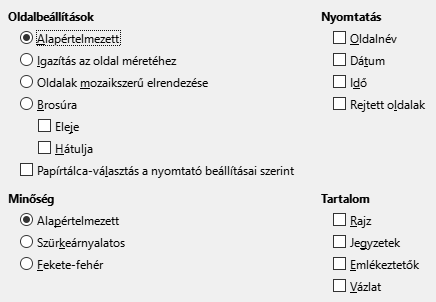 Oldalbeállítások
Alapértelmezett
Igazítás az oldal méretéhez
Oldalak mozaikszerű elrendezése
Brosúra
Eleje
Hátulja
Papírtálca-választás a nyomtató beállításai szerint
Nyomtatás
Oldalnév
Dátum
Idő
Rejtett oldalak
Minőség
Alapértelmezett
Szürkeárnyalatos
Fekete-fehér
Tartalom
Rajz
Jegyzetek
Emlékeztetők
Vázlat